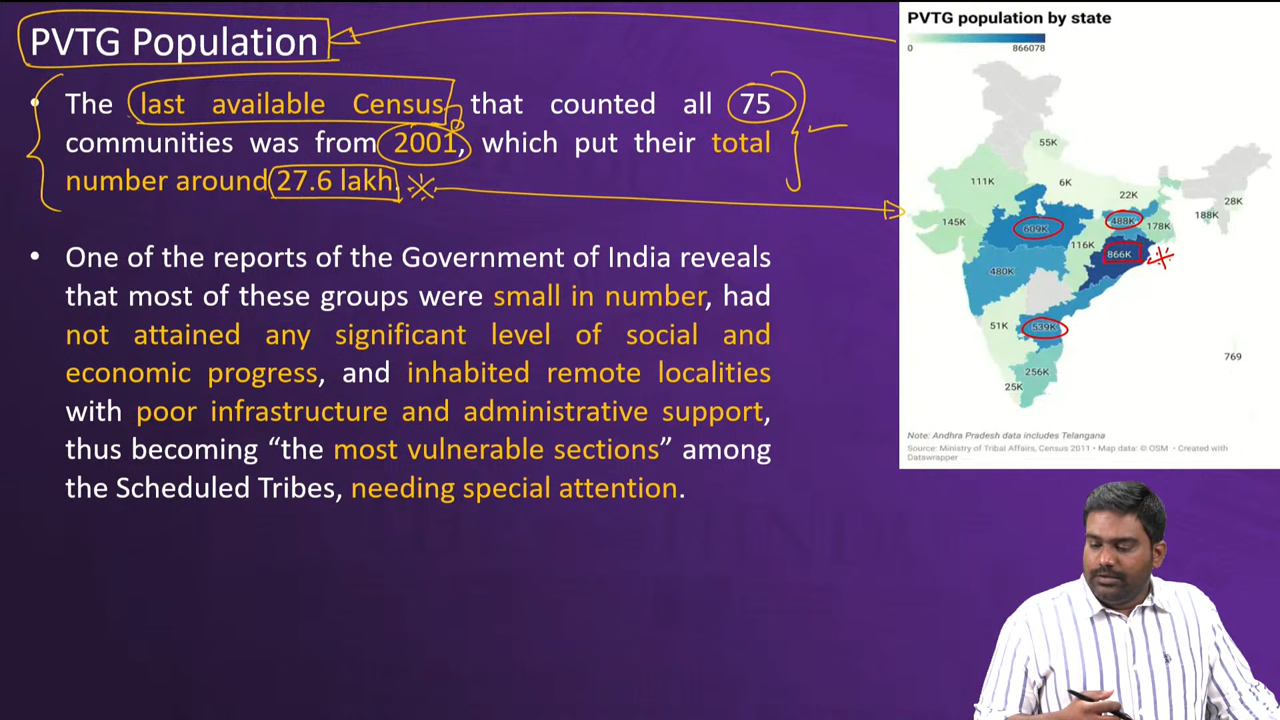 PVTG Population
• The last available Census that counted all 75
communities was from 2001, which put their total
number around 27.6 lakh.
• One of the reports of the Government of India reveals
that most of these groups were small in number, had
not attained any significant level of social and
economic progress, and inhabited remote localities
with poor infrastructure and administrative support,
thus becoming “the most vulnerable sections” among
the Scheduled Tribes, needing special attention.
PVTG population by state
0 866078
55K
111K 6K
22K
28K
145K 609K 488K 178K 188K
116K 866K
480K
51K 539K
769
256K
25K
Note: Andhra Pradesh data includes Telangana
Source: Ministry of Tribal Affairs, Census 2011 • Map data: © OSM • Created with
Datawrapper